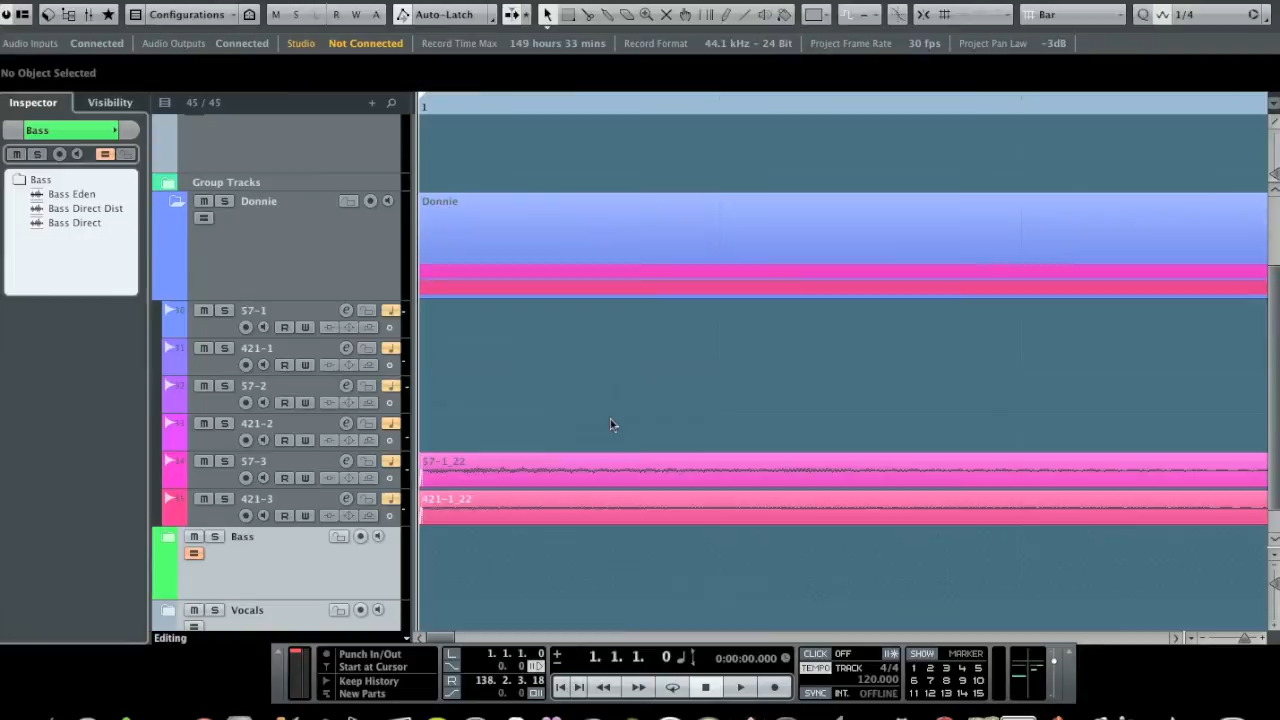 Configurations M S L R W A Auto-Latch Bar Q 1/4
Audio Inputs Connected Audio Outputs Connected Studio Not Connected Record Time Max 149 hours 33 mins Record Format 44.1 kHz - 24 Bit Project Frame Rate 30 fps Project Pan Law -3dB
No Object Selected
Inspector Visibility 45 / 45 + 1
Bass
M S
Bass
Bass Eden
Bass Direct Dist
Bass Direct
Group Tracks
M S Donnie
Donnie
M S 57-1 e
R W
M S 421-1 e
R W
M S 57-2 e
R W
M S 421-2 e
R W
M S 57-3 e
R W
57-1_22
M S 421-3 e
R W
421-1_22
M S Bass
M S Vocals
Editing
Punch In/Out
Start at Cursor
Keep History
New Parts
L 1. 1. 1. 0
0. 0
R 138. 2. 3. 18
0. 0
1. 1. 1. 0 0:00:00.000
CLICK OFF
TEMPO TRACK 4/4
120.000
SYNC INT. OFFLINE
SHOW MARKER
1 2 3 4 5
6 7 8 9 10
11 12 13 14 15